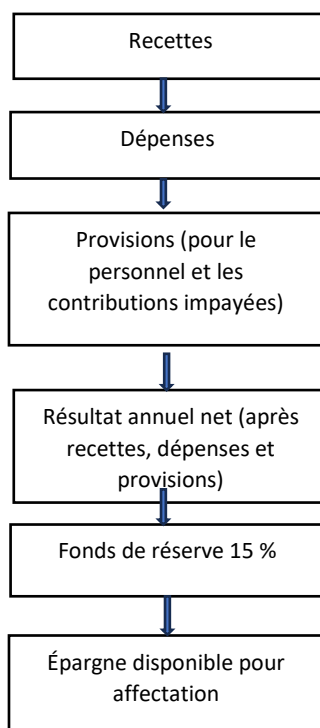 Recettes
Dépenses
Provisions (pour le
personnel et les
contributions impayées)
Résultat annuel net (après
recettes, dépenses et
provisions)
Fonds de réserve 15 %
Épargne disponible pour
affectation